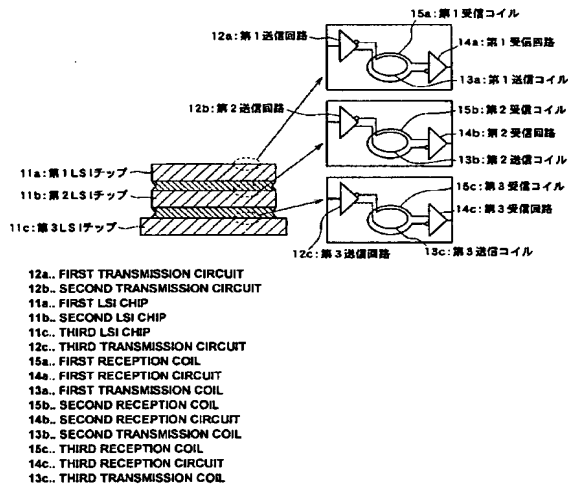 15a:第1受信コイル
12a:第1送信回路
14a:第1受信回路
13a:第1送信コイル
12b:第2送信回路
15b:第2受信コイル
14b:第2受信回路
13b:第2送信コイル
11a:第1LSIチップ
11b:第2LSIチップ
11c:第3LSIチップ
15c:第3受信コイル
14c:第3受信回路
12c:第3送信回路
13c:第3送信コイル
12a.. FIRST TRANSMISSION CIRCUIT
12b.. SECOND TRANSMISSION CIRCUIT
11a.. FIRST LSI CHIP
11b.. SECOND LSI CHIP
11c.. THIRD LSI CHIP
12c.. THIRD TRANSMISSION CIRCUIT
15a.. FIRST RECEPTION COIL
14a.. FIRST RECEPTION CIRCUIT
13a.. FIRST TRANSMISSION COIL
15b.. SECOND RECEPTION COIL
14b.. SECOND RECEPTION CIRCUIT
13b.. SECOND TRANSMISSION COIL
15c.. THIRD RECEPTION COIL
14c.. THIRD RECEPTION CIRCUIT
13c.. THIRD TRANSMISSION COIL